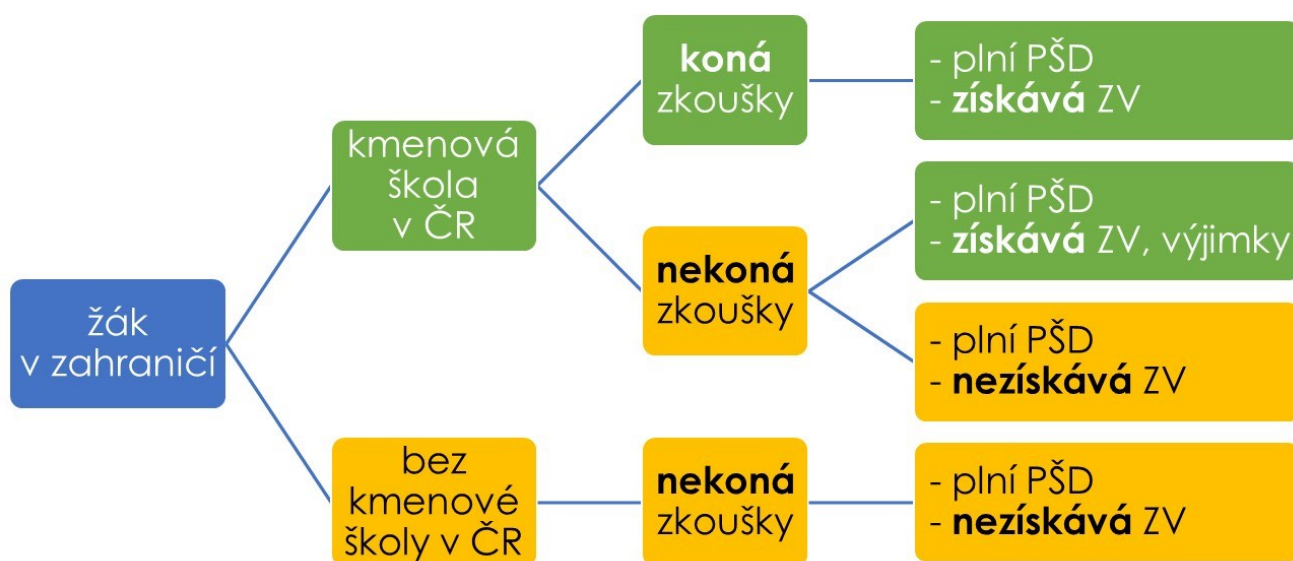 žák
v zahraničí
kmenová
škola
v ČR
bez
kmenové
školy v ČR
koná
zkoušky
nekoná
zkoušky
nekoná
zkoušky
- plní PŠD
- získává ZV
- plní PŠD
- získává ZV, výjimky
- plní PŠD
- nezískává ZV
- plní PŠD
- nezískává ZV